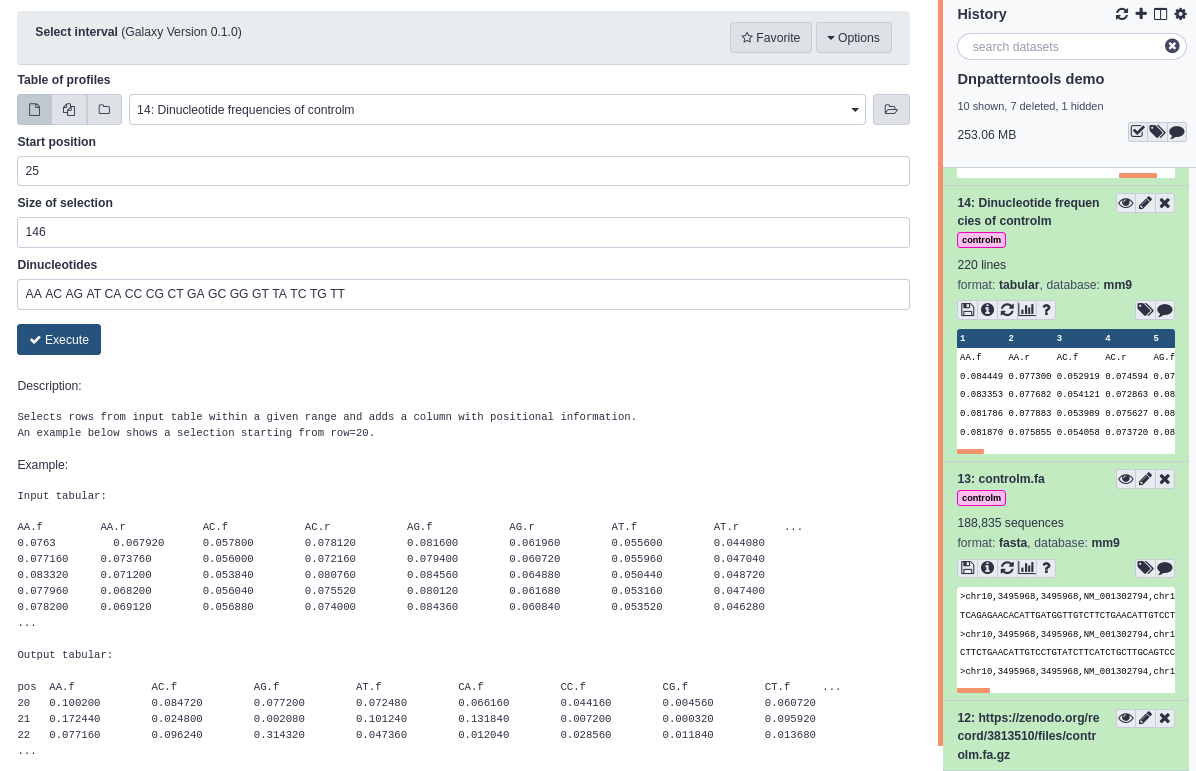 Select interval (Galaxy Version 0.1.0)
Favorite
Options
Table of profiles
14: Dinucleotide frequencies of controlm
Start position
25
Size of selection
146
Dinucleotides
AA AC AG AT CA CC CG CT GA GC GG GT TA TC TG TT
Execute
Description:
Selects rows from input table within a given range and adds a column with positional information.
An example below shows a selection starting from row=20.
Example:
Input tabular:
AA.f AA.r AC.f AC.r AG.f AG.r AT.f AT.r ...
0.0763 0.067920 0.057800 0.078120 0.081600 0.061960 0.055600 0.044080
0.077160 0.073760 0.056000 0.072160 0.079400 0.060720 0.055960 0.047040
0.083320 0.071200 0.053840 0.080760 0.084560 0.064880 0.050440 0.048720
0.077960 0.068200 0.056040 0.075520 0.080120 0.061680 0.053160 0.047400
0.078200 0.069120 0.056880 0.074000 0.084360 0.060840 0.053520 0.046280
...
Output tabular:
pos AA.f AC.f AG.f AT.f CA.f CC.f CG.f CT.f ...
20 0.100200 0.084720 0.077200 0.072480 0.066160 0.044160 0.004560 0.060720
21 0.172440 0.024800 0.002080 0.101240 0.131840 0.007200 0.000320 0.095920
22 0.077160 0.096240 0.314320 0.047360 0.012040 0.028560 0.011840 0.013680
...
History
search datasets
Dnpatterntools demo
10 shown, 7 deleted, 1 hidden
253.06 MB
14: Dinucleotide frequen
cies of controlm
controlm
220 lines
format: tabular, database: mm9
?
1 2 3 4 5
AA.f AA.r AC.f AC.r AG.f
0.084449 0.077300 0.052919 0.074594 0.07
0.083353 0.077682 0.054121 0.072863 0.08
0.081786 0.077883 0.053989 0.075627 0.08
0.081870 0.075855 0.054058 0.073720 0.08
13: controlm.fa
controlm
188,835 sequences
format: fasta, database: mm9
?
>chr10,3495968,3495968,NM_001302794,chr1
TCAGAGAACACATTGATGGTTGTCTTCTGAACATTGTCCT
>chr10,3495968,3495968,NM_001302794,chr1
CTTCTGAACATTGTCCTGTATCTTCATCTGCTTGCAGTCC
>chr10,3495968,3495968,NM_001302794,chr1
12: https://zenodo.org/re
cord/3813510/files/contr
olm.fa.gz